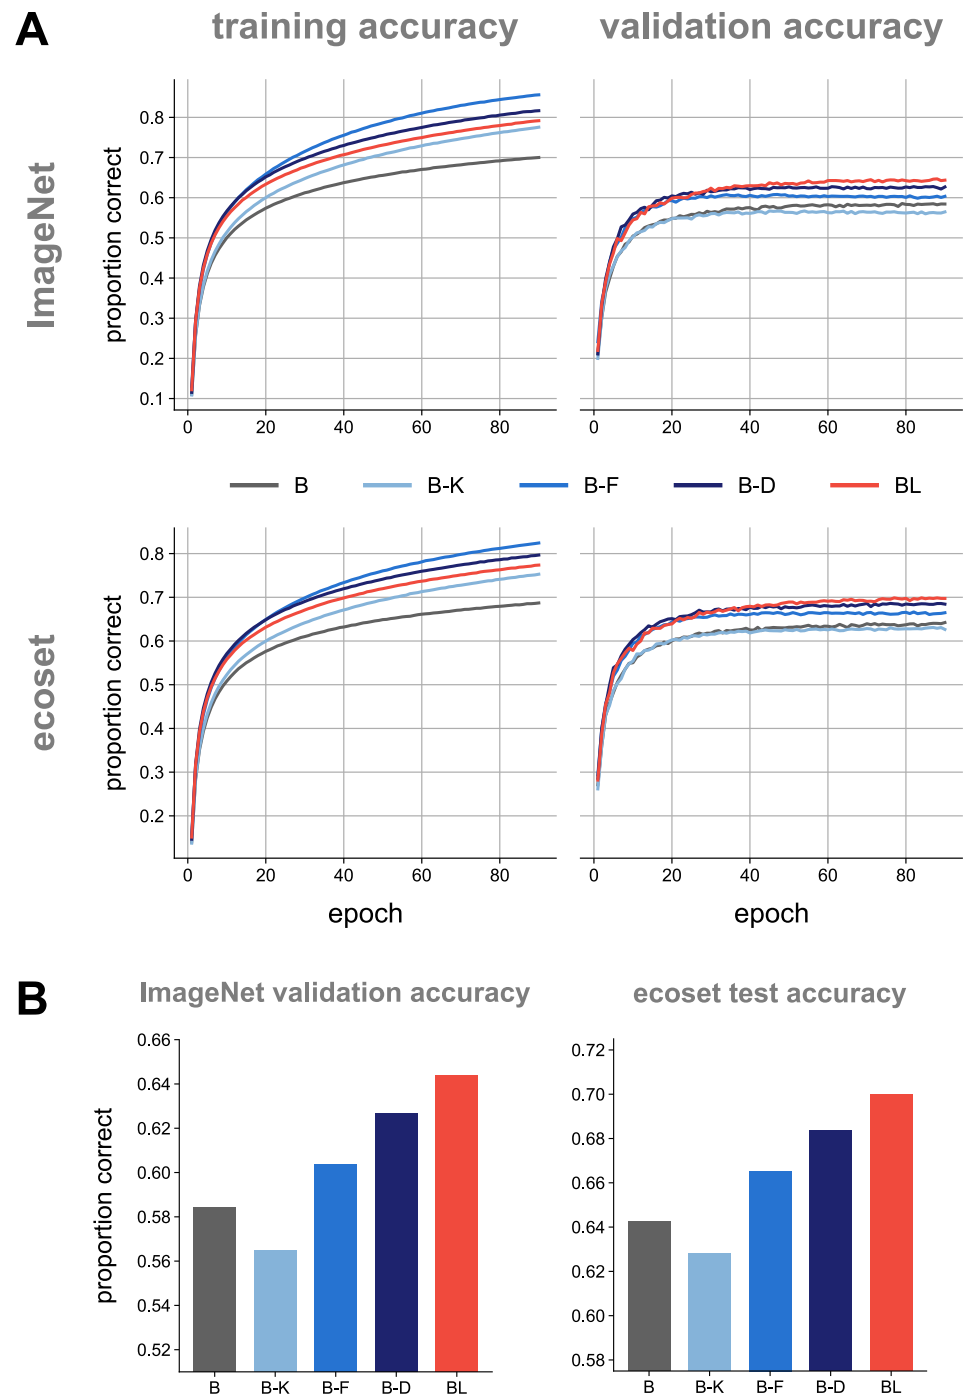 A
training accuracy
validation accuracy
ImageNet
proportion correct
0.8
0.7
0.6
0.5
0.4
0.3
0.2
0.1
0 20 40 60 80
0 20 40 60 80
B B-K B-F B-D BL
ecoset
proportion correct
0.8
0.7
0.6
0.5
0.4
0.3
0.2
0 20 40 60 80
0 20 40 60 80
epoch
epoch
B
ImageNet validation accuracy
ecoset test accuracy
proportion correct
0.66
0.64
0.62
0.60
0.58
0.56
0.54
0.52
B B-K B-F B-D BL
0.72
0.70
0.68
0.66
0.64
0.62
0.60
0.58
B B-K B-F B-D BL